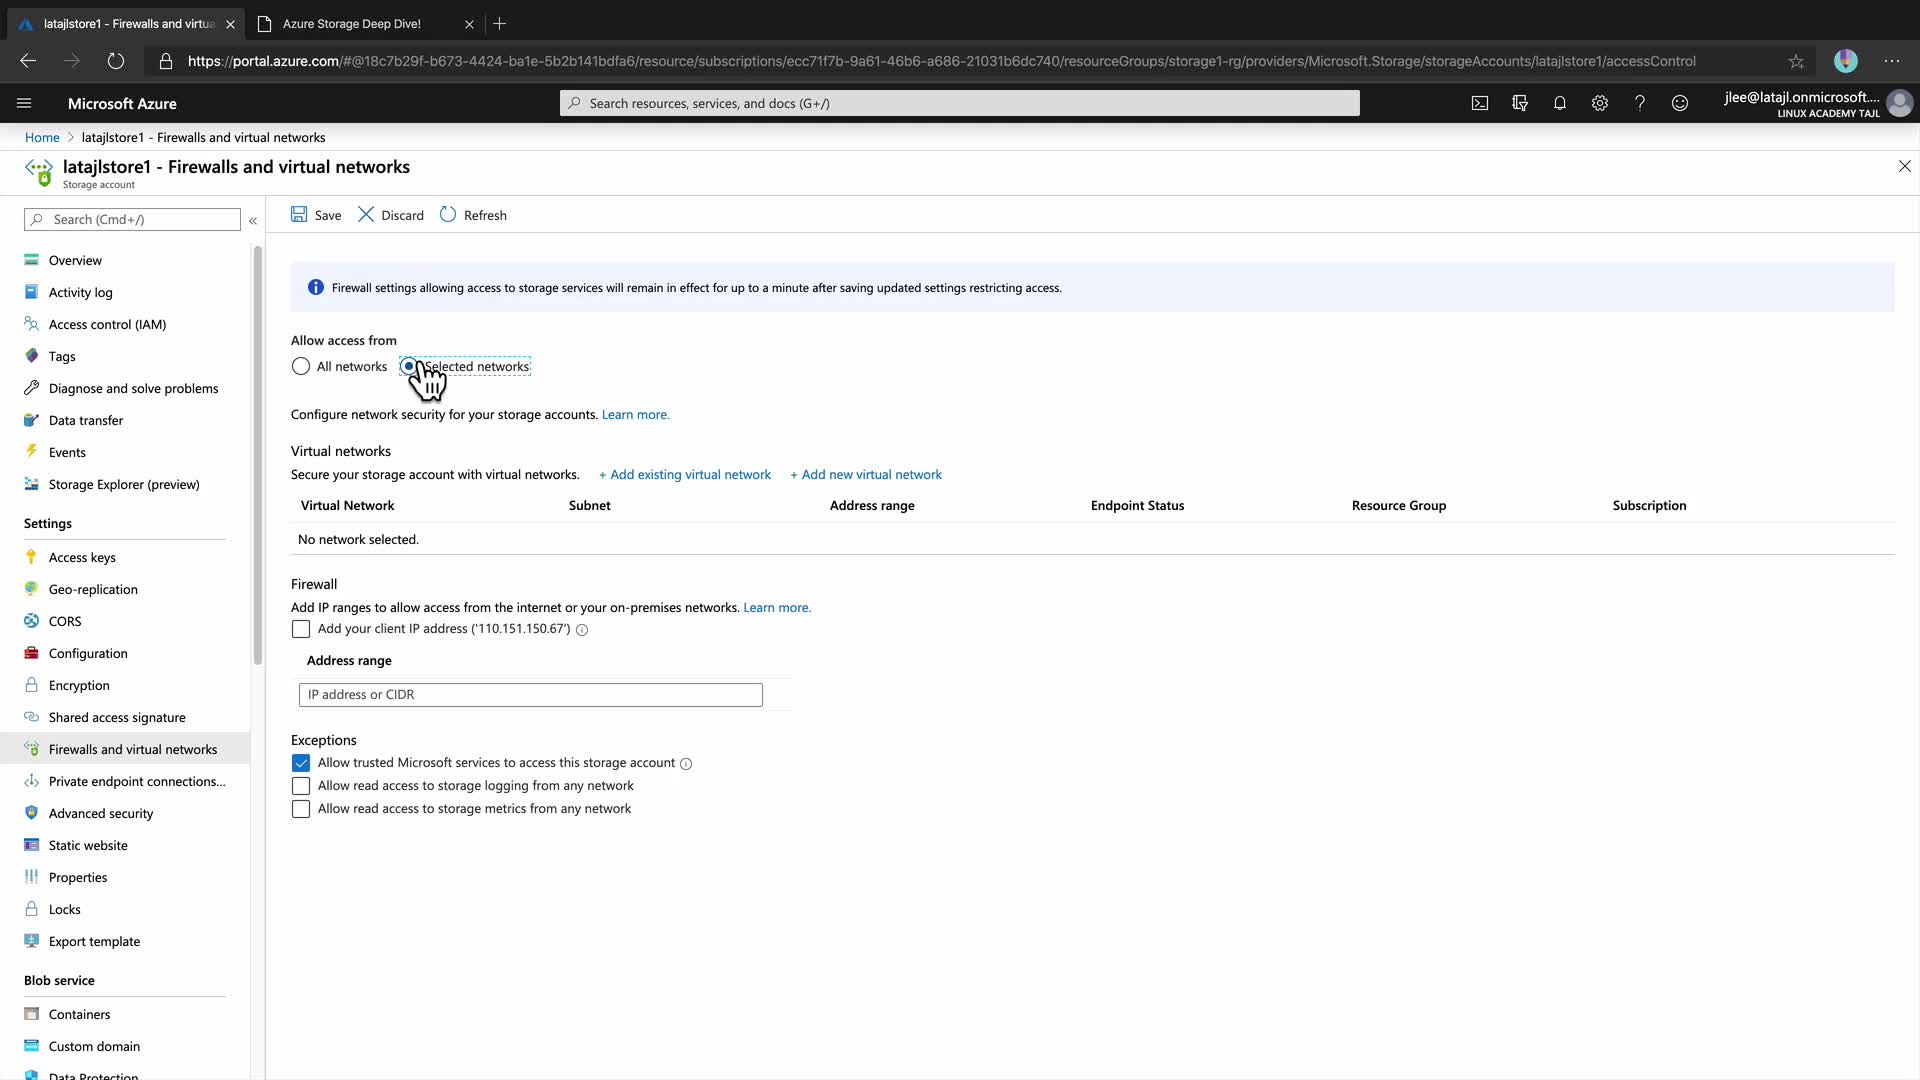 latajlstore1 - Firewalls and virtua
Azure Storage Deep Dive!
https://portal.azure.com/#@18c7b29f-b673-4424-ba1e-5b2b141bdfa6/resource/subscriptions/ecc71f7b-9a61-46b6-a686-21031b6dc740/resourceGroups/storage1-rg/providers/Microsoft.Storage/storageAccounts/latajlstore1/accessControl
Microsoft Azure
Search resources, services, and docs (G+/)
jlee@latajl.onmicrosoft....
LINUX ACADEMY TAJL
Home > latajlstore1 - Firewalls and virtual networks
latajlstore1 - Firewalls and virtual networks
Storage account
Search (Cmd+/)
Overview
Activity log
Access control (IAM)
Tags
Diagnose and solve problems
Data transfer
Events
Storage Explorer (preview)
Settings
Access keys
Geo-replication
CORS
Configuration
Encryption
Shared access signature
Firewalls and virtual networks
Private endpoint connections...
Advanced security
Static website
Properties
Locks
Export template
Blob service
Containers
Custom domain
Data Protection
Save Discard Refresh
Firewall settings allowing access to storage services will remain in effect for up to a minute after saving updated settings restricting access.
Allow access from
All networks Selected networks
Configure network security for your storage accounts. Learn more.
Virtual networks
Secure your storage account with virtual networks. + Add existing virtual network + Add new virtual network
Virtual Network Subnet Address range Endpoint Status Resource Group Subscription
No network selected.
Firewall
Add IP ranges to allow access from the internet or your on-premises networks. Learn more.
Add your client IP address ('110.151.150.67')
Address range
IP address or CIDR
Exceptions
Allow trusted Microsoft services to access this storage account
Allow read access to storage logging from any network
Allow read access to storage metrics from any network